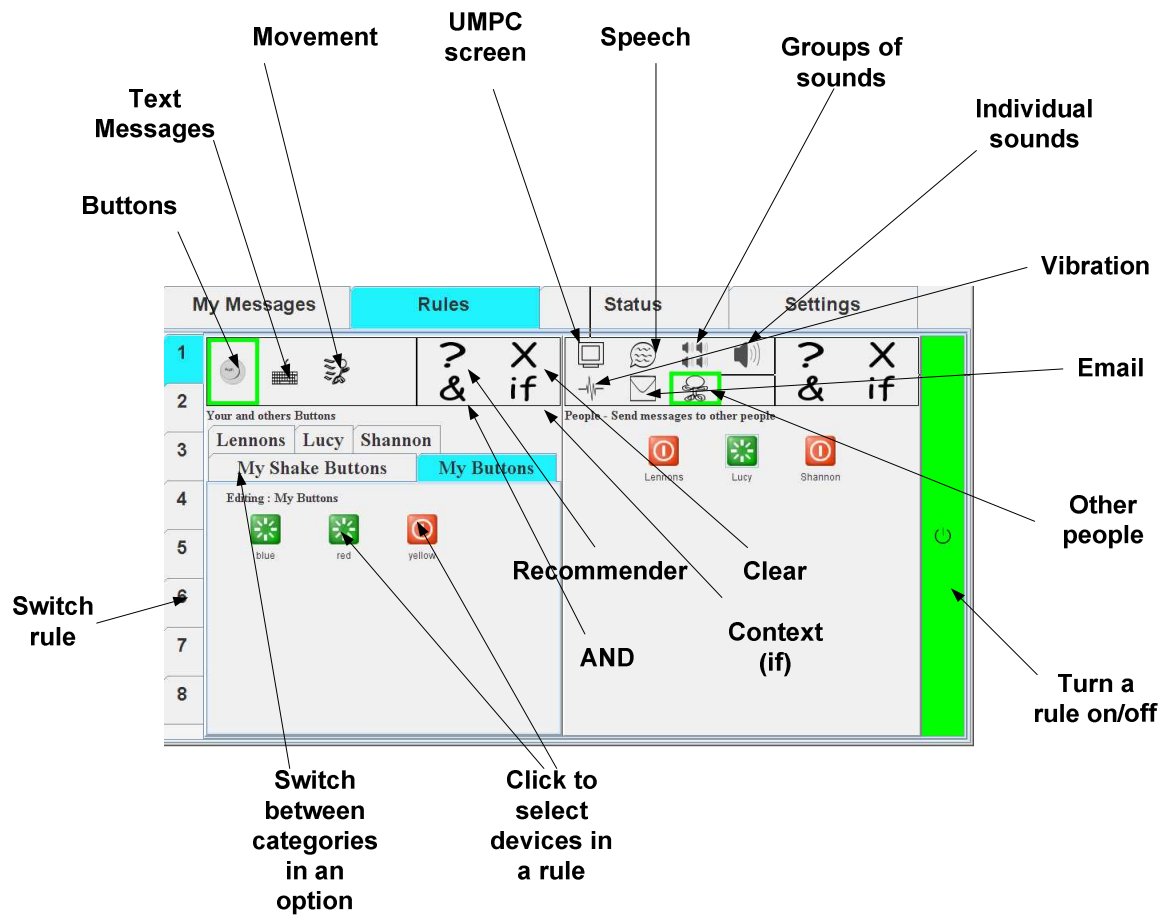 Movement
UMPC
screen
Speech
Groups of
sounds
Text
Messages
Individual
sounds
Buttons
Vibration
My Messages
Rules
Status
Settings
1
2
3
4
5
6
7
8
? X
& if
? X
& if
Your and others Buttons
People - Send messages to other people
Lennons
Lucy
Shannon
My Shake Buttons
My Buttons
Editing : My Buttons
blue
red
yellow
Lennons
Lucy
Shannon
Email
Other
people
Recommender
Clear
Switch
rule
AND
Context
(if)
Turn a
rule on/off
Switch
between
categories
in an
option
Click to
select
devices in
a rule